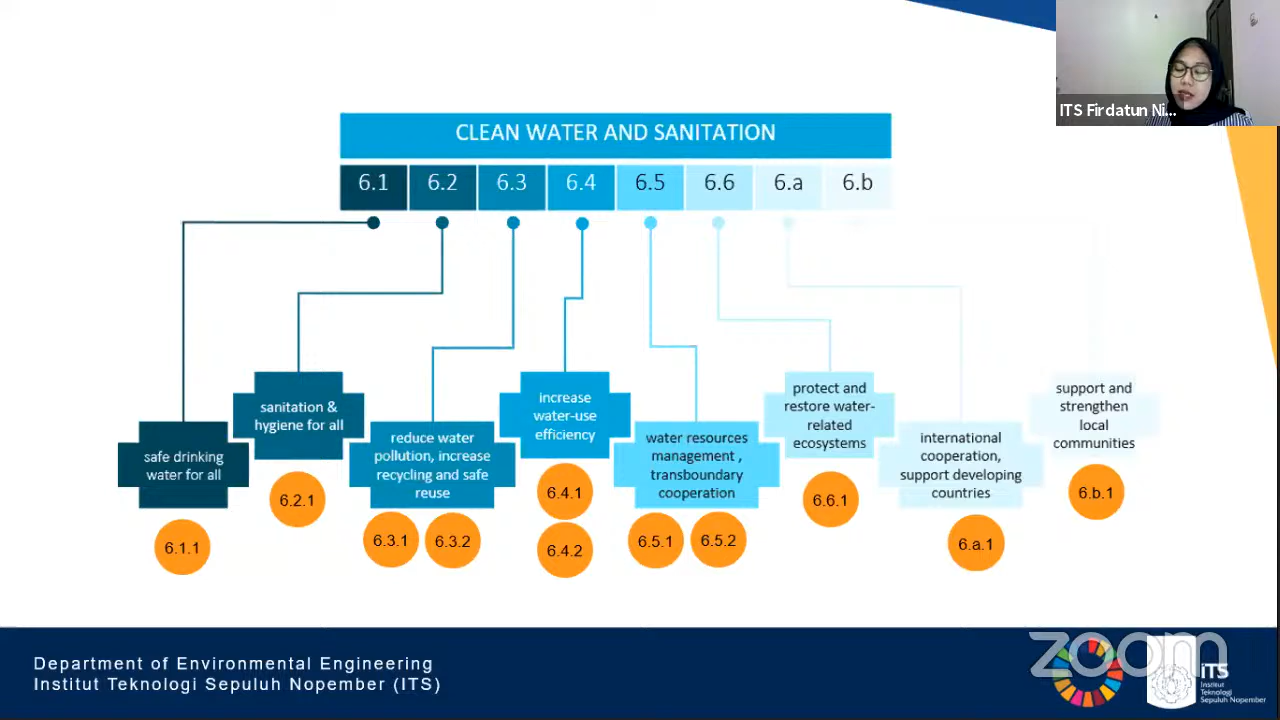 ITS Firdatun Ni...
CLEAN WATER AND SANITATION
6.1
6.2
6.3
6.4
6.5
6.6
6.a
6.b
safe drinking
water for all
6.1.1
sanitation &
hygiene for all
6.2.1
reduce water
pollution, increase
recycling and safe
reuse
6.3.1
6.3.2
increase
water-use
efficiency
6.4.1
6.4.2
water resources
management ,
transboundary
cooperation
6.5.1
6.5.2
protect and
restore water-
related
ecosystems
6.6.1
international
cooperation,
support developing
countries
6.a.1
support and
strengthen
local
communities
6.b.1
Department of Environmental Engineering
Institut Teknologi Sepuluh Nopember (ITS)
zoom
iTS
Institut
Teknologi
Sepuluh Nopember